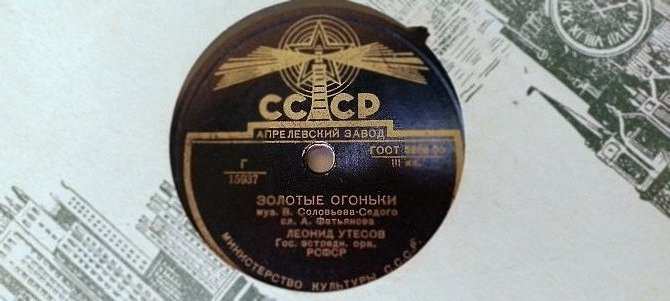 СССР
АПРЕЛЕВСКИЙ ЗАВОД
ГОСТ
Г
15937
ЗОЛОТЫЕ ОГОНЬКИ
муз. В. Соловьева-Седого
сл. А. Фатьянова
ЛЕОНИД УТЕСОВ
Гос. эстрадн. орк.
РСФСР
МИНИСТЕРСТВО КУЛЬТУРЫ С.С.С.Р.